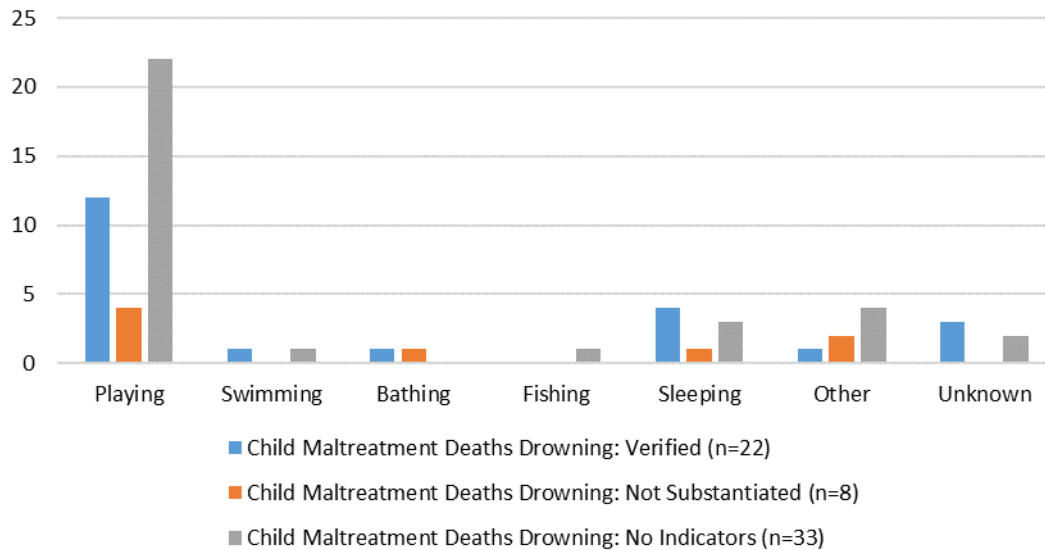 25
20
15
10
5
0
Playing Swimming Bathing Fishing Sleeping Other Unknown
Child Maltreatment Deaths Drowning: Verified (n=22)
Child Maltreatment Deaths Drowning: Not Substantiated (n=8)
Child Maltreatment Deaths Drowning: No Indicators (n=33)